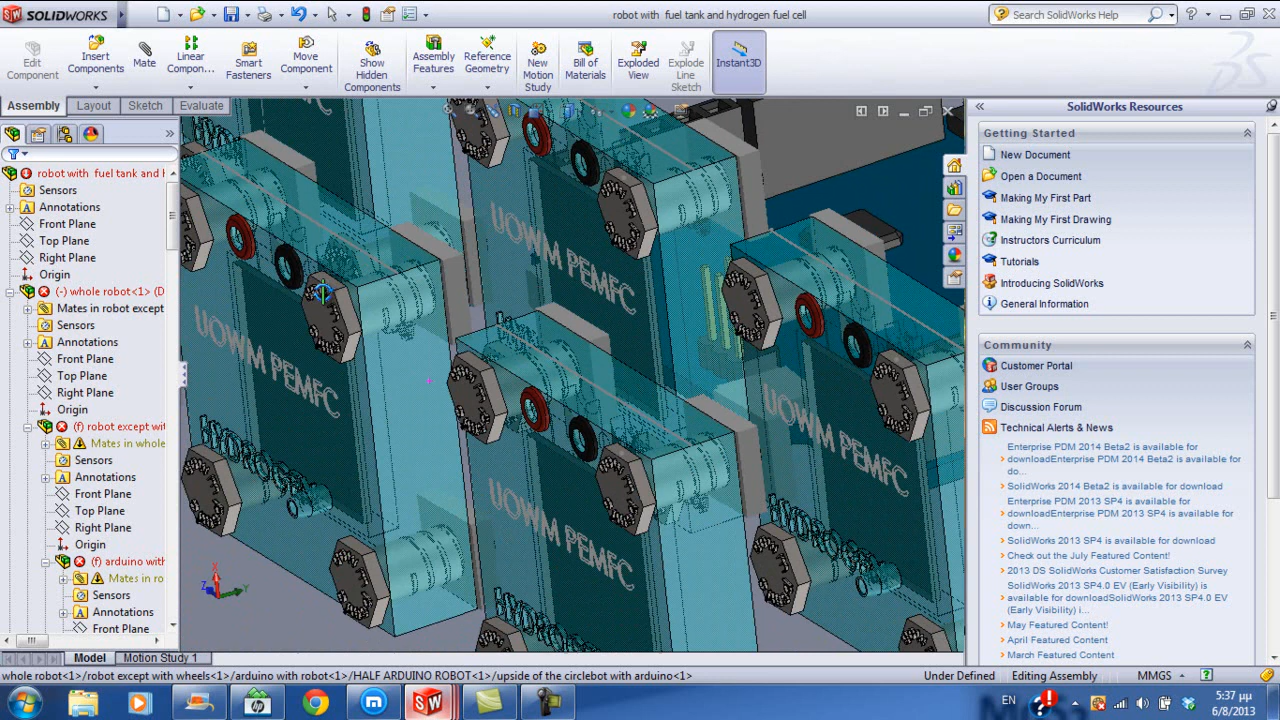 SOLIDWORKS
robot with fuel tank and hydrogen fuel cell
Search SolidWorks Help
Edit Component
Insert Components
Mate
Linear Compon...
Smart Fasteners
Move Component
Show Hidden Components
Assembly Features
Reference Geometry
New Motion Study
Bill of Materials
Exploded View
Explode Line Sketch
Instant3D
Assembly
Layout
Sketch
Evaluate
robot with fuel tank and
Sensors
Annotations
Front Plane
Top Plane
Right Plane
Origin
(-) whole robot<1> (D
Mates in robot except
Sensors
Annotations
Front Plane
Top Plane
Right Plane
Origin
(f) robot except with
Mates in whole
Sensors
Annotations
Front Plane
Top Plane
Right Plane
Origin
(f) arduino with
Mates in ro
Sensors
Annotations
Front Plane
UOWM PEMFC
UOWM PEMFC
UOWM PEMFC
UOWM PEMFC
SolidWorks Resources
Getting Started
New Document
Open a Document
Making My First Part
Making My First Drawing
Instructors Curriculum
Tutorials
Introducing SolidWorks
General Information
Community
Customer Portal
User Groups
Discussion Forum
Technical Alerts & News
Enterprise PDM 2014 Beta2 is available for
downloadEnterprise PDM 2014 Beta2 is available for
do...
SolidWorks 2014 Beta2 is available for download
Enterprise PDM 2013 SP4 is available for
downloadEnterprise PDM 2013 SP4 is available for
down...
SolidWorks 2013 SP4 is available for download
Check out the July Featured Content!
2013 DS SolidWorks Customer Satisfaction Survey
SolidWorks 2013 SP4.0 EV (Early Visibility) is
available for downloadSolidWorks 2013 SP4.0 EV
(Early Visibility) i...
May Featured Content!
April Featured Content
March Featured Content
Model
Motion Study 1
whole robot<1>/robot except with wheels<1>/arduino with robot<1>/HALF ARDUINO ROBOT<1>/upside of the circlebot with arduino<1>
Under Defined
Editing Assembly
MMGS
EN
5:37 μμ
6/8/2013